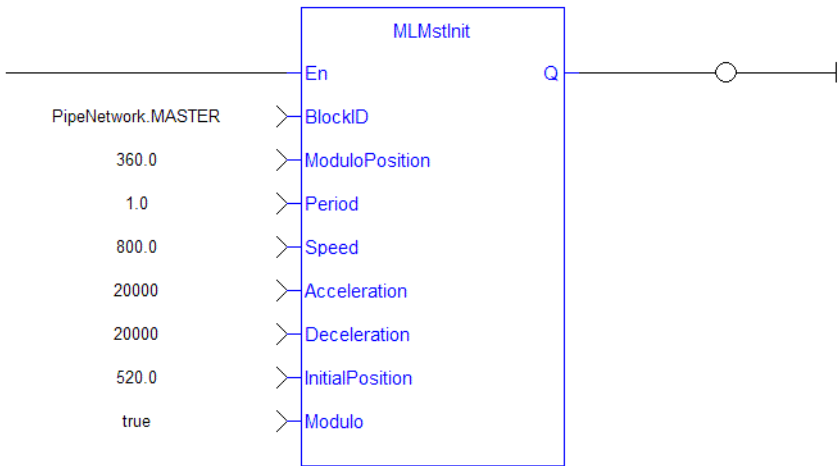 MLMstInit
En Q
PipeNetwork.MASTER BlockID
360.0 ModuloPosition
1.0 Period
800.0 Speed
20000 Acceleration
20000 Deceleration
520.0 InitialPosition
true Modulo